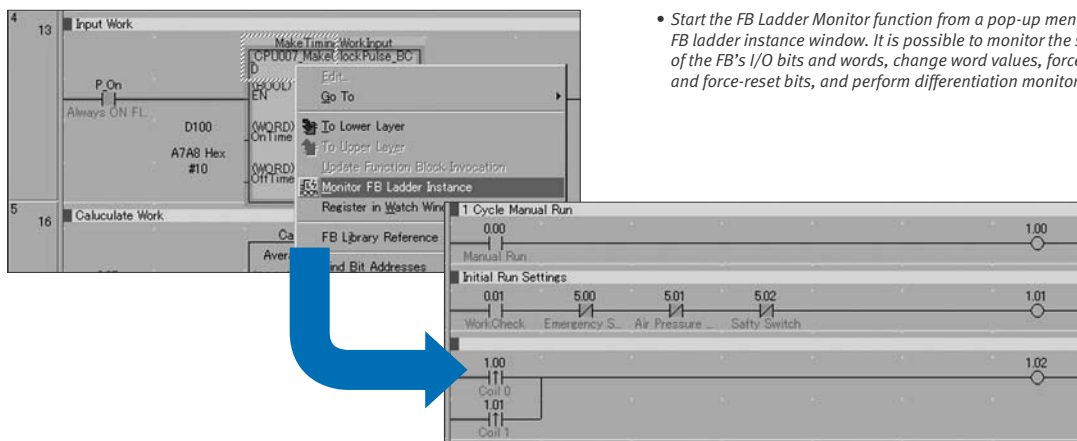 4
13
Input Work
MakeTimingWorkInput
CPU007_MakeClockPulse_BC
D
P_On
Always ON Fl..
(BOOL)
EN
D100
(WORD)
OnTime
A7A8 Hex
#10
(WORD)
OffTime
Edit...
Go To
To Lower Layer
To Upper Layer
Update Function Block Invocation
Monitor FB Ladder Instance
Register in Watch Wind
FB Library Reference
ind Bit Addresses
5
16
Caluculate Work
Ca
Aver
• Start the FB Ladder Monitor function from a pop-up men
FB ladder instance window. It is possible to monitor the s
of the FB's I/O bits and words, change word values, force
and force-reset bits, and perform differentiation monitor
1 Cycle Manual Run
0.00
1.00
Manual Run
Initial Run Settings
0.01
5.00
5.01
5.02
1.01
WorkCheck
Emergency S...
Air Pressure ...
Safty Switch
1.00
1.02
Coil 0
1.01
Coil 1